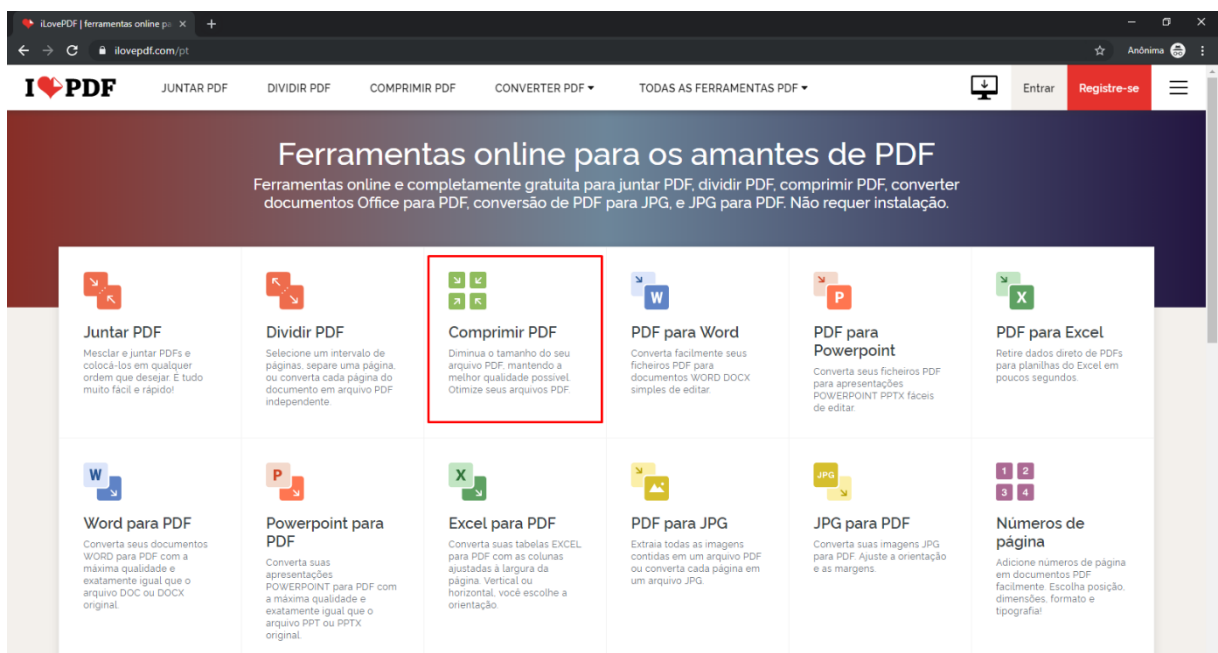 iLovePDF | ferramentas online pa
ilovepdf.com/pt
Anônima
I PDF
JUNTAR PDF
DIVIDIR PDF
COMPRIMIR PDF
CONVERTER PDF
TODAS AS FERRAMENTAS PDF
Entrar
Registre-se
Ferramentas online para os amantes de PDF
Ferramentas online e completamente gratuita para juntar PDF, dividir PDF, comprimir PDF, converter
documentos Office para PDF, conversão de PDF para JPG, e JPG para PDF. Não requer instalação.
Juntar PDF
Mesclar e juntar PDFs e
colocá-los em qualquer
ordem que desejar. É tudo
muito fácil e rápido!
Dividir PDF
Selecione um intervalo de
páginas, separe uma página,
ou converta cada página do
documento em arquivo PDF
independente.
Comprimir PDF
Diminua o tamanho do seu
arquivo PDF, mantendo a
melhor qualidade possivel.
Otimize seus arquivos PDF.
W
PDF para Word
Converta facilmente seus
ficheiros PDF para
documentos WORD DOCX
simples de editar.
P
PDF para
Powerpoint
Converta seus ficheiros PDF
para apresentações
POWERPOINT PPTX fáceis
de editar.
X
PDF para Excel
Retire dados direto de PDFs
para planilhas do Excel em
poucos segundos.
W
Word para PDF
Converta seus documentos
WORD para PDF com a
máxima qualidade e
exatamente igual que o
arquivo DOC ou DOCX
original.
P
Powerpoint para
PDF
Converta suas
apresentações
POWERPOINT para PDF com
a máxima qualidade e
exatamente igual que o
arquivo PPT ou PPTX
original.
X
Excel para PDF
Converta suas tabelas EXCEL
para PDF com as colunas
ajustadas à largura da
página. Vertical ou
horizontal, você escolhe a
orientação.
PDF para JPG
Extraia todas as imagens
contidas em um arquivo PDF
ou converta cada página em
um arquivo JPG.
JPG
JPG para PDF
Converta suas imagens JPG
para PDF. Ajuste a orientação
e as margens.
1 2
3 4
Números de
página
Adicione números de página
em documentos PDF
facilmente. Escolha posição,
dimensões, formato e
tipografia!